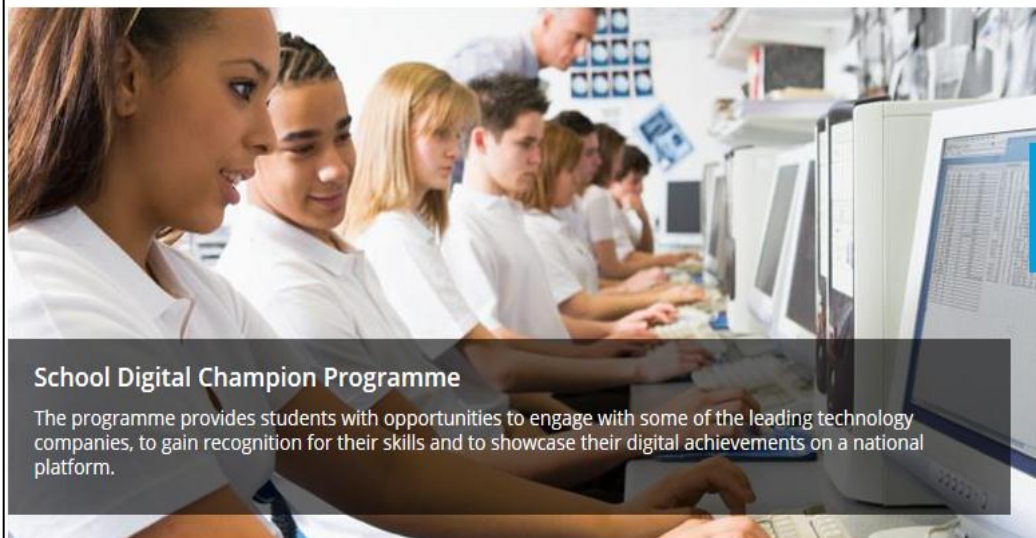 School Digital Champion Programme
The programme provides students with opportunities to engage with some of the leading technology
companies, to gain recognition for their skills and to showcase their digital achievements on a national
platform.